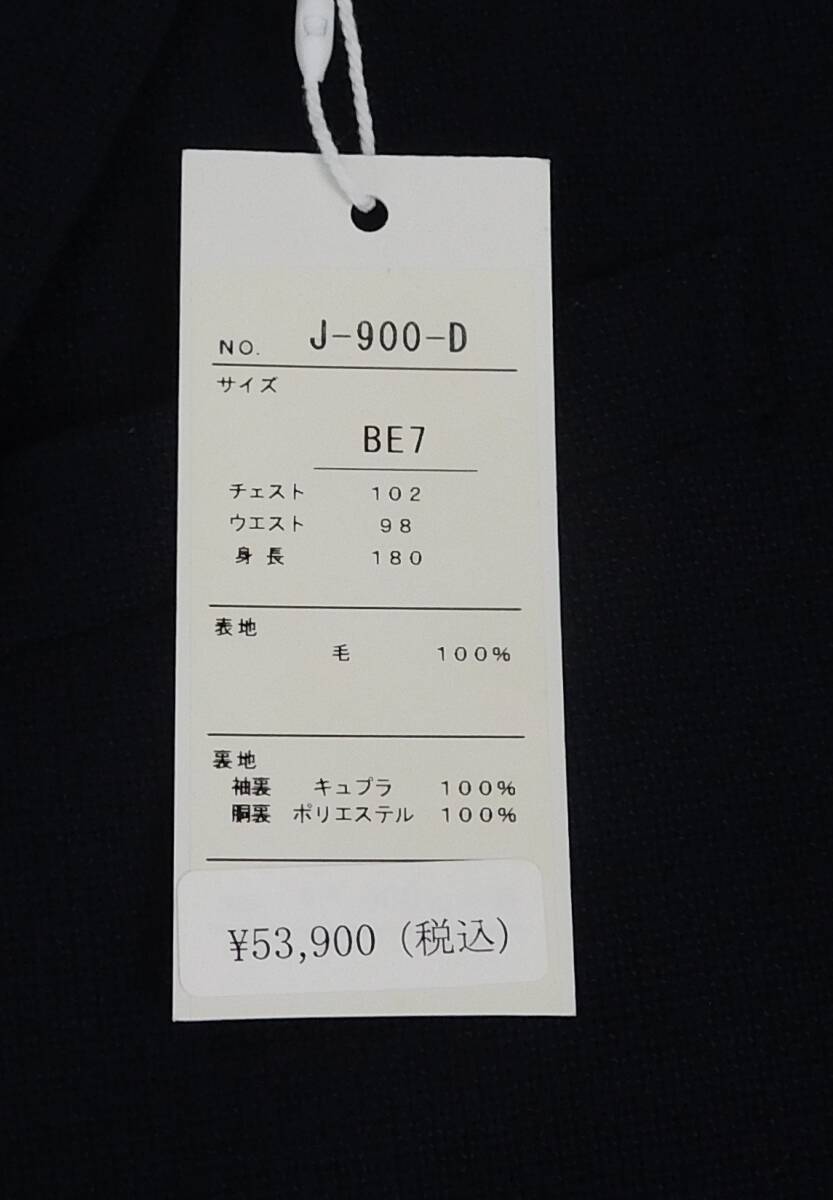 NO. J-900-D
サイズ
BE7
チェスト 102
ウエスト 98
身長 180
表地
毛 100%
裏地
袖裏 キュプラ 100%
胴裏 ポリエステル 100%
¥53,900（税込）